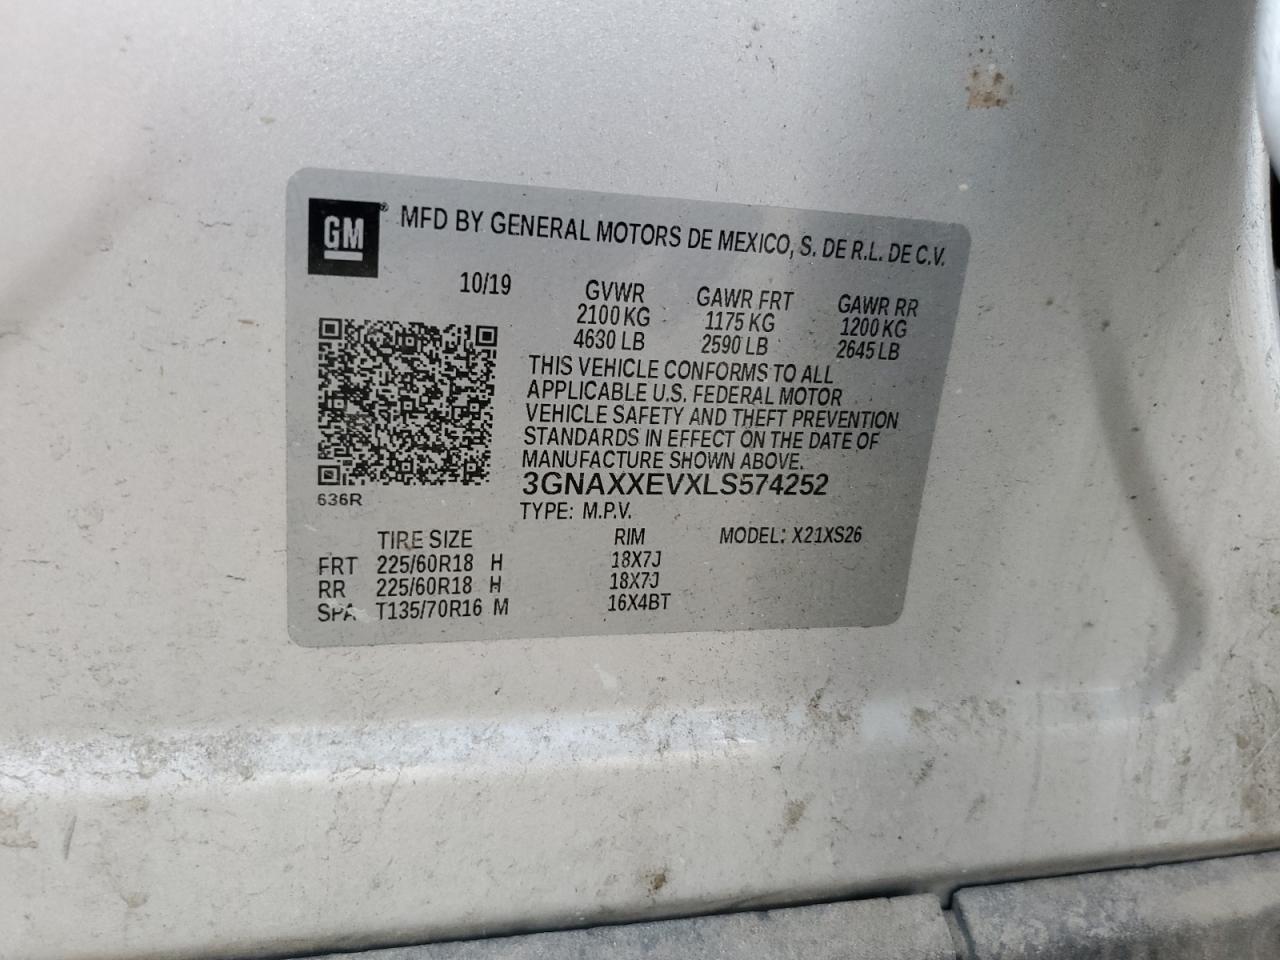 GM® MFD BY GENERAL MOTORS DE MEXICO, S. DE R.L. DE C.V.
10/19 GVWR GAWR FRT GAWR RR
2100 KG 1175 KG 1200 KG
4630 LB 2590 LB 2645 LB
THIS VEHICLE CONFORMS TO ALL
APPLICABLE U.S. FEDERAL MOTOR
VEHICLE SAFETY AND THEFT PREVENTION
STANDARDS IN EFFECT ON THE DATE OF
MANUFACTURE SHOWN ABOVE.
3GNAXXEVXLS574252
636R
TYPE: M.P.V.
TIRE SIZE RIM MODEL: X21XS26
FRT 225/60R18 H 18X7J
RR 225/60R18 H 18X7J
SPA T135/70R16 M 16X4BT